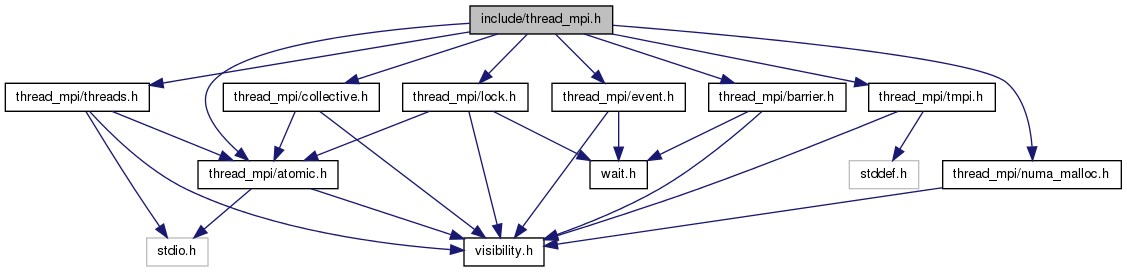 include/thread_mpi.h
thread_mpi/threads.h
thread_mpi/collective.h
thread_mpi/lock.h
thread_mpi/event.h
thread_mpi/barrier.h
thread_mpi/tmpi.h
thread_mpi/atomic.h
wait.h
stddef.h
thread_mpi/numa_malloc.h
stdio.h
visibility.h